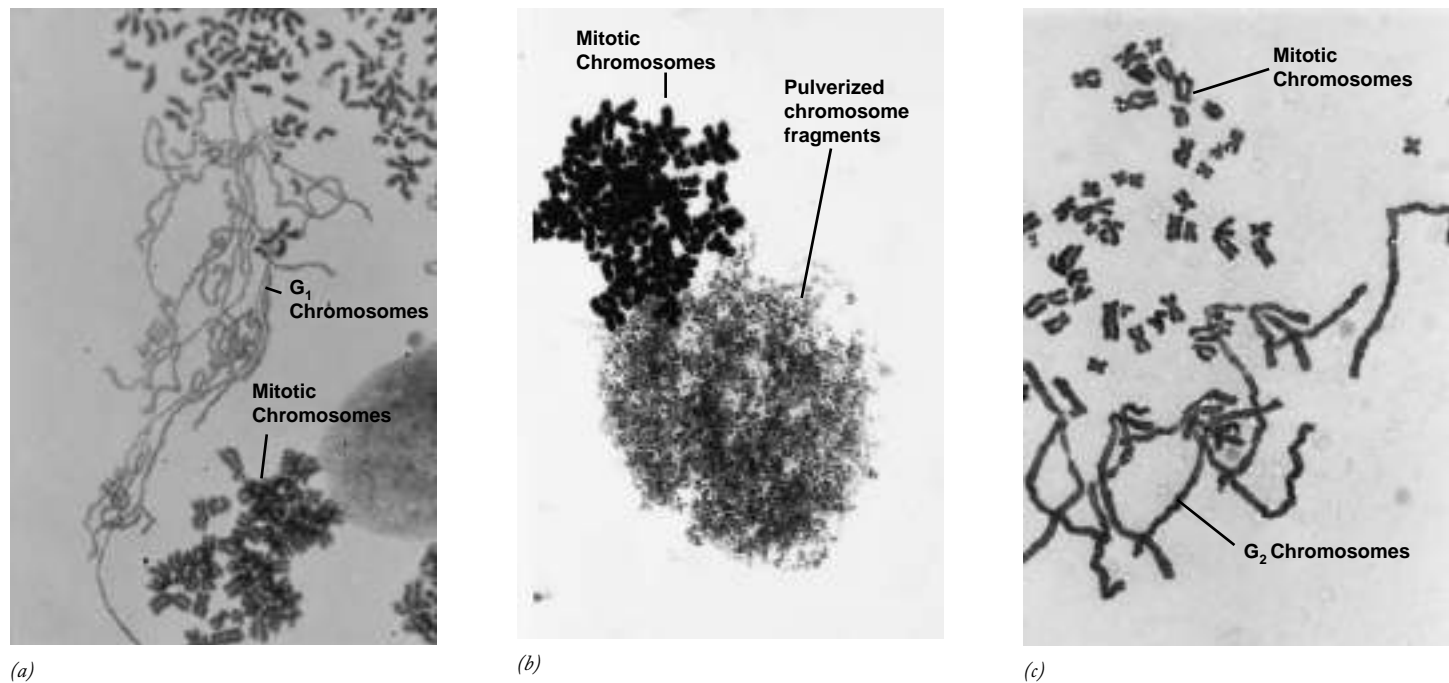 G1
Chromosomes
Mitotic
Chromosomes
(a)
Mitotic
Chromosomes
Pulverized
chromosome
fragments
(b)
Mitotic
Chromosomes
G2 Chromosomes
(c)